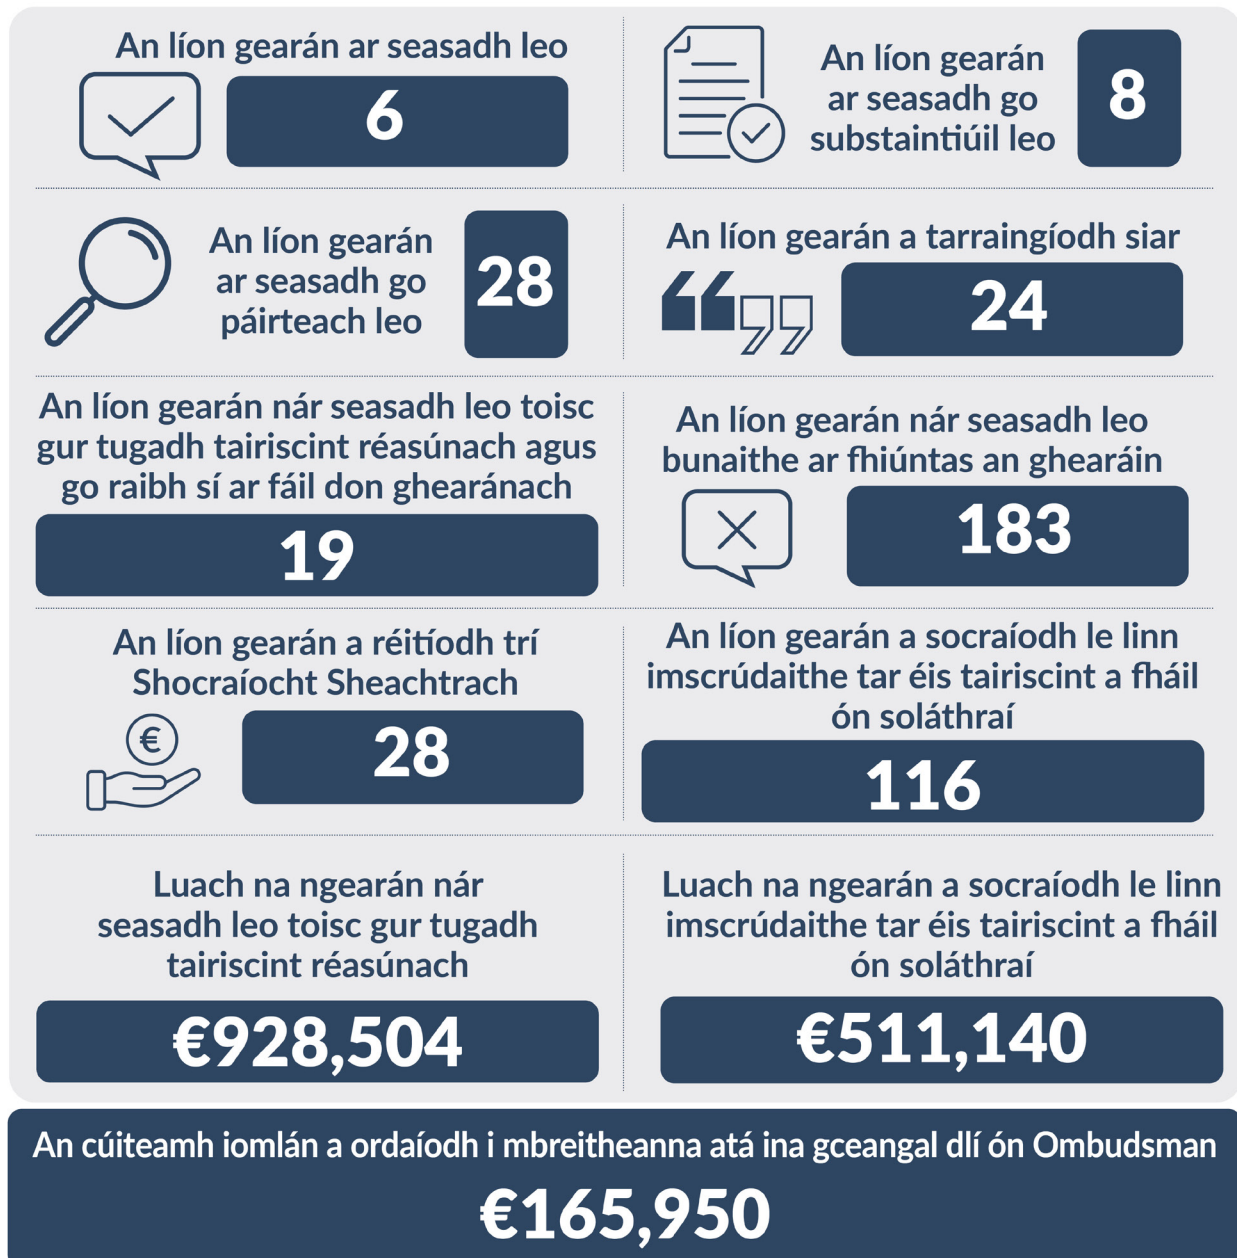 An líon gearán ar seasadh leo
6
An líon gearán
ar seasadh go
substaintiúil leo
8
An líon gearán
ar seasadh go
páirteach leo
28
An líon gearán a tarraingíodh siar
24
An líon gearán nár seasadh leo toisc
gur tugadh tairiscint réasúnach agus
go raibh sí ar fáil don ghearánach
19
An líon gearán nár seasadh leo
bunaithe ar fhiúntas an ghearáin
183
An líon gearán a réitíodh trí
Shocraíocht Sheachtrach
€
28
An líon gearán a socraíodh le linn
imscrúdaithe tar éis tairiscint a fháil
ón soláthraí
116
Luach na ngearán nár
seasadh leo toisc gur tugadh
tairiscint réasúnach
€928,504
Luach na ngearán a socraíodh le linn
imscrúdaithe tar éis tairiscint a fháil
ón soláthraí
€511,140
An cúiteamh iomlán a ordaíodh i mbreitheanna atá ina gceangal dlí ón Ombudsman
€165,950